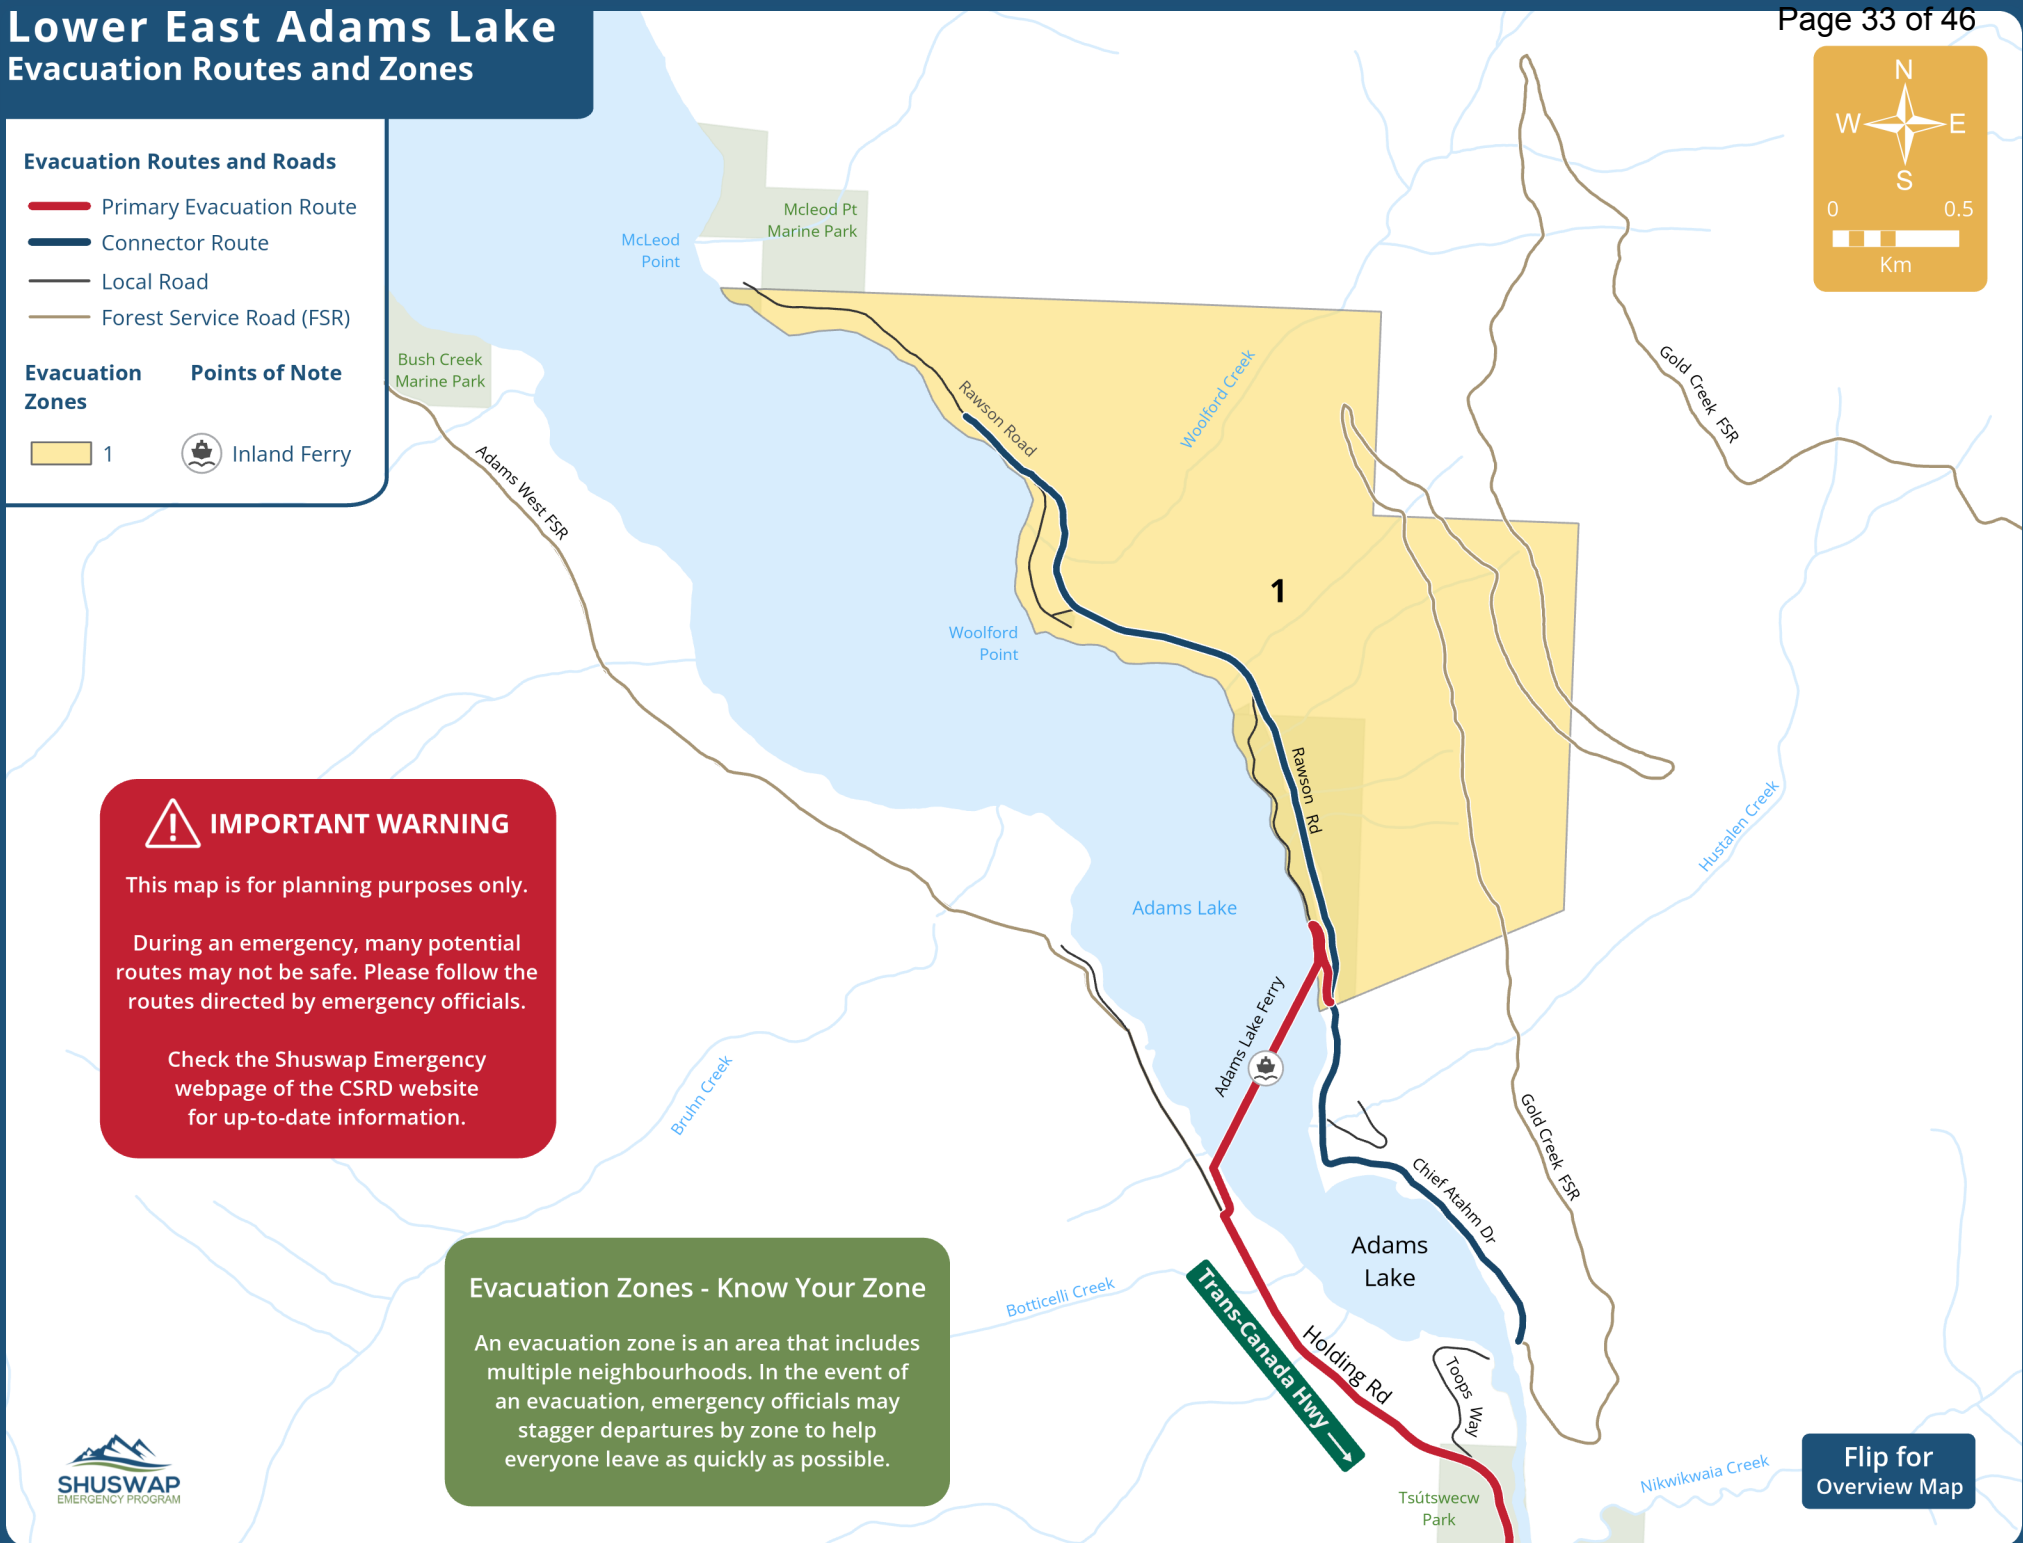 Lower East Adams Lake
Evacuation Routes and Zones
Page 33 of 46
N
W E
S
0 0.5
Km
Evacuation Routes and Roads
Primary Evacuation Route
Connector Route
Local Road
Forest Service Road (FSR)
Evacuation
Zones
Points of Note
1
Inland Ferry
McLeod
Point
Mcleod Pt
Marine Park
Bush Creek
Marine Park
Adams West FSR
Rawson Road
Woolford Creek
Gold Creek FSR
Woolford
Point
1
Rawson Rd
Hustalen Creek
Adams Lake
Adams Lake Ferry
Bruhn Creek
Gold Creek FSR
Chief Atahm Dr
Adams
Lake
Botticelli Creek
Trans-Canada Hwy
Holding Rd
Toops Way
Tsútswecw
Park
Nikwikwaia Creek
IMPORTANT WARNING
This map is for planning purposes only.
During an emergency, many potential
routes may not be safe. Please follow the
routes directed by emergency officials.
Check the Shuswap Emergency
webpage of the CSRD website
for up-to-date information.
Evacuation Zones - Know Your Zone
An evacuation zone is an area that includes
multiple neighbourhoods. In the event of
an evacuation, emergency officials may
stagger departures by zone to help
everyone leave as quickly as possible.
SHUSWAP
EMERGENCY PROGRAM
Flip for
Overview Map